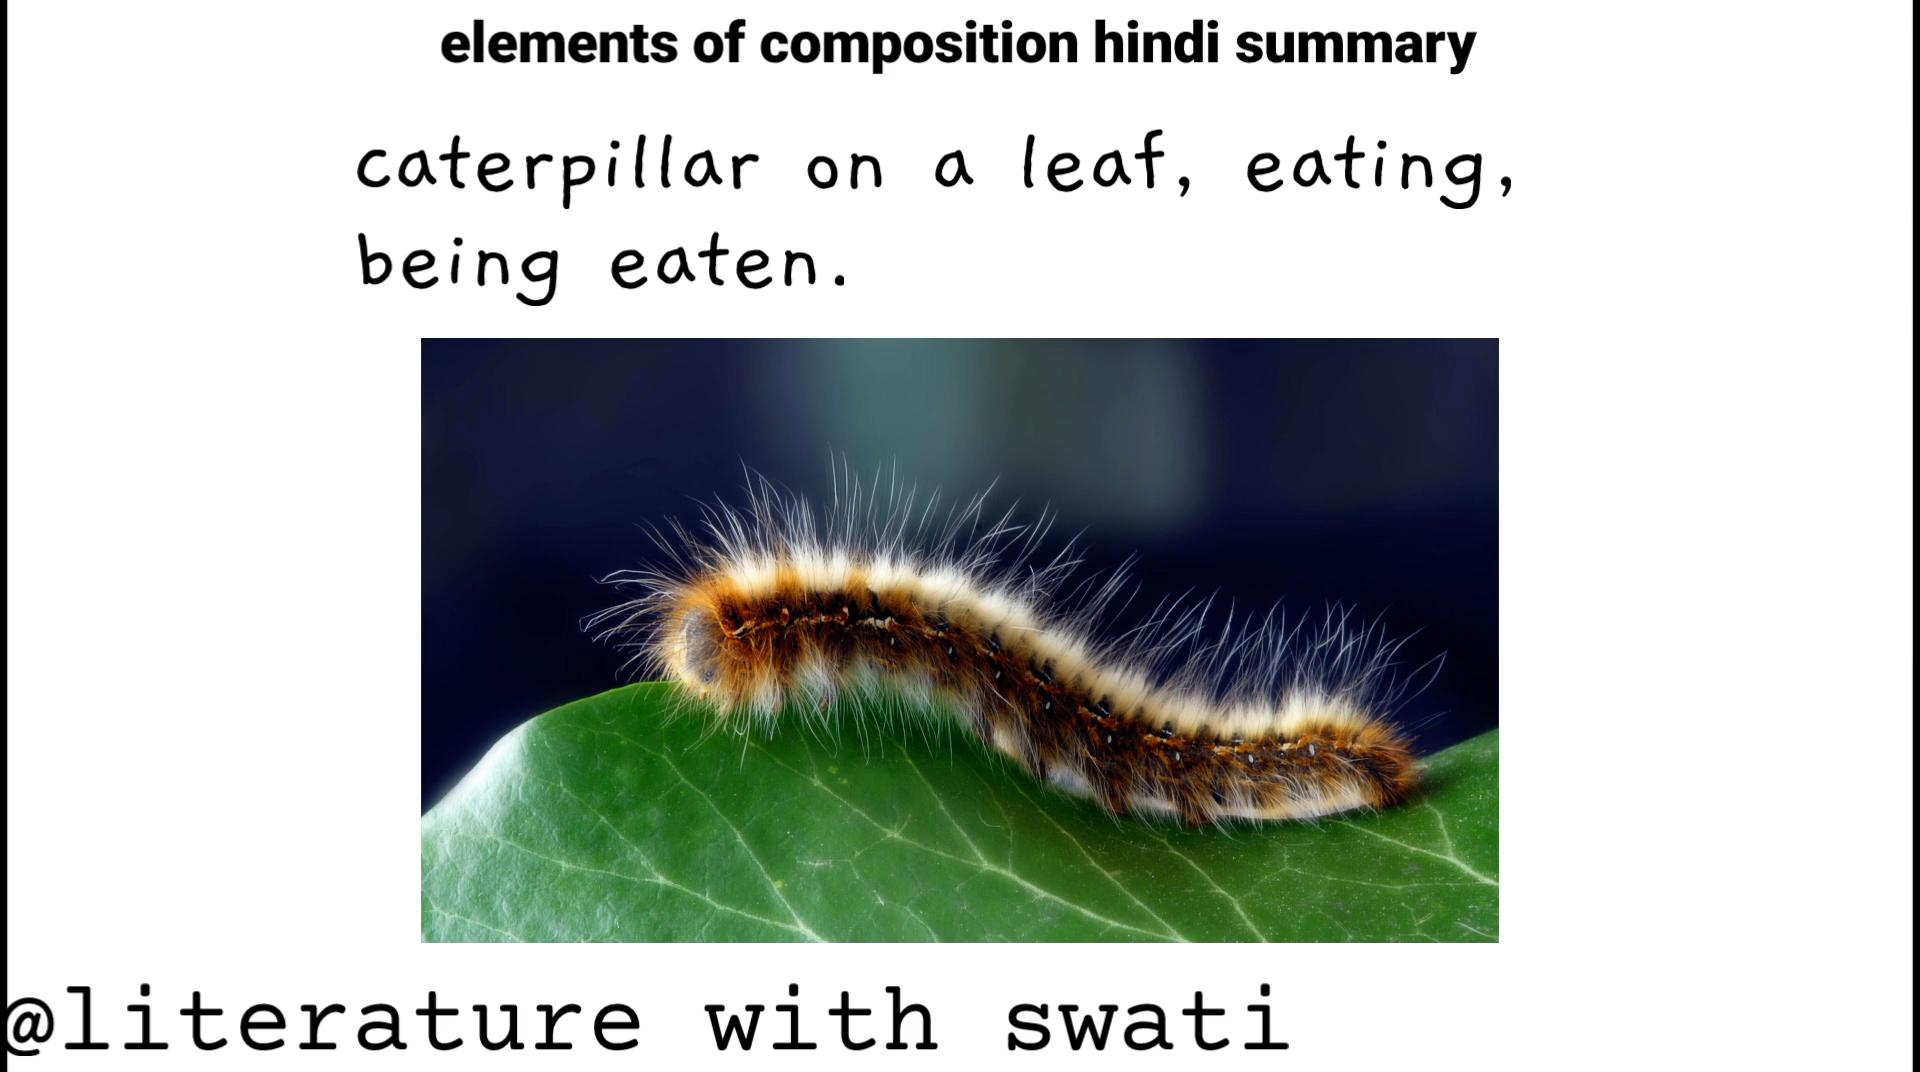 elements of composition hindi summary
caterpillar on a leaf, eating,
being eaten.
@literature with swati